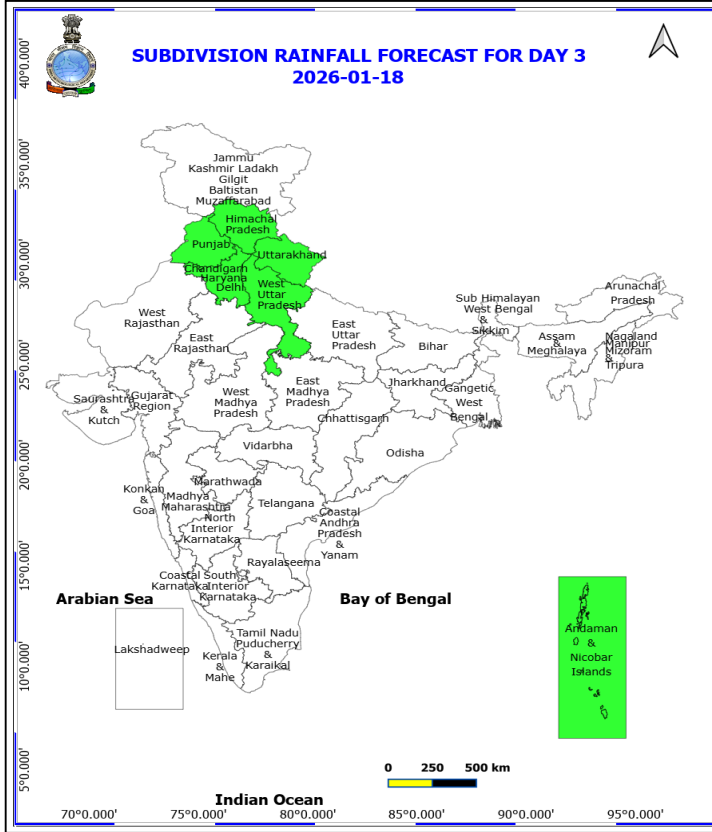 SUBDIVISION RAINFALL FORECAST FOR DAY 3
2026-01-18
40°0.000'
35°0.000'
30°0.000'
25°0.000'
20°0.000'
15°0.000'
10°0.000'
5°0.000'
Jammu
Kashmir Ladakh
Gilgit
Baltistan
Muzaffarabad
Himachal
Pradesh
Punjab
Uttarakhand
Chandigarh
Haryana
Delhi
West
Uttar
Pradesh
West
Rajasthan
East
Rajasthan
East
Uttar
Pradesh
Bihar
Sub Himalayan
West Bengal
&
Sikkim
Arunachal
Pradesh
Assam
&
Meghalaya
Nagaland
Manipur
Mizoram
&
Tripura
Saurashtra
&
Kutch
Gujarat
Region
West
Madhya
Pradesh
East
Madhya
Pradesh
Jharkhand
Gangetic
West
Bengal
Chhattisgarh
Odisha
Vidarbha
Konkan
&
Goa
Madhya
Maharashtra
Marathwada
Telangana
North
Interior
Karnataka
Coastal
Andhra
Pradesh
&
Yanam
Rayalaseema
Coastal
Karnataka
South
Interior
Karnataka
Arabian Sea
Bay of Bengal
Lakshadweep
Kerala
&
Mahe
Tamil Nadu
Puducherry
&
Karaikal
Andaman
&
Nicobar
Islands
0 250 500 km
Indian Ocean
70°0.000' 75°0.000' 80°0.000' 85°0.000' 90°0.000' 95°0.000'